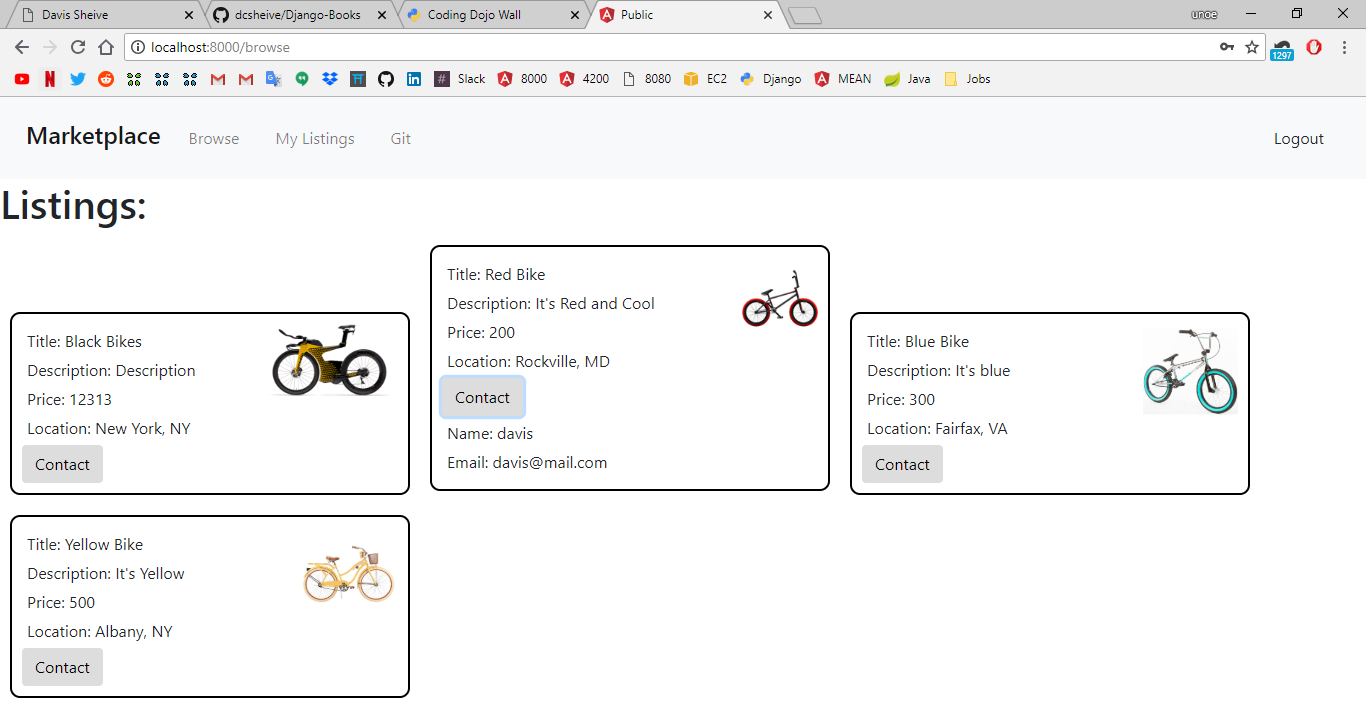 Davis Sheive
dcsheive/Django-Books
Coding Dojo Wall
Public
unoe
localhost:8000/browse
1297
Slack 8000 4200 8080 EC2 Django MEAN Java Jobs
Marketplace Browse My Listings Git Logout
Listings:
Title: Black Bikes
Description: Description
Price: 12313
Location: New York, NY
Contact
Title: Red Bike
Description: It's Red and Cool
Price: 200
Location: Rockville, MD
Contact
Name: davis
Email: davis@mail.com
Title: Blue Bike
Description: It's blue
Price: 300
Location: Fairfax, VA
Contact
Title: Yellow Bike
Description: It's Yellow
Price: 500
Location: Albany, NY
Contact